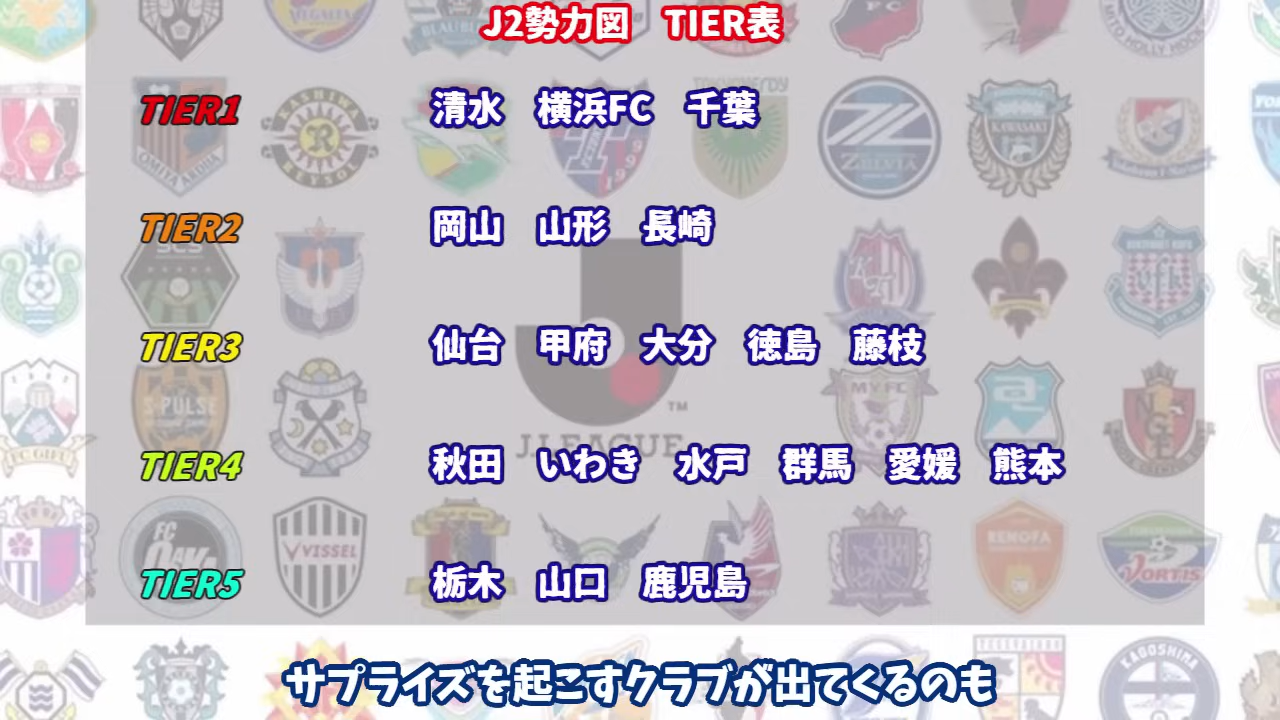 J2勢力図　TIER表
TIER1　清水　横浜FC　千葉
TIER2　岡山　山形　長崎
TIER3　仙台　甲府　大分　徳島　藤枝
TIER4　秋田　いわき　水戸　群馬　愛媛　熊本
TIER5　栃木　山口　鹿児島
サプライズを起こすクラブが出てくるのも